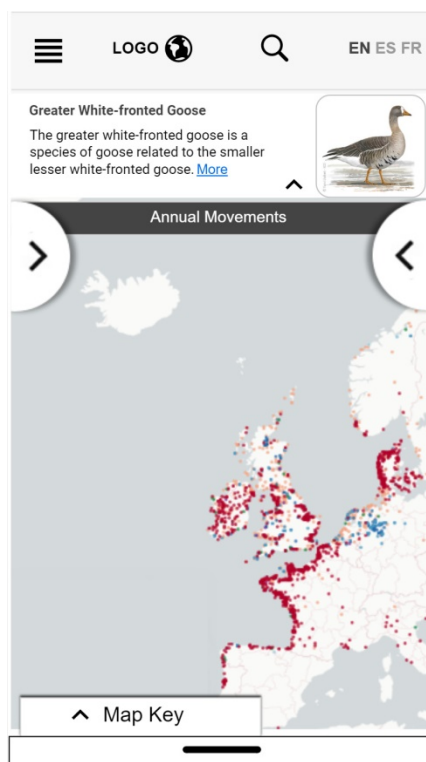 LOGO
EN ES FR
Greater White-fronted Goose
The greater white-fronted goose is a
species of goose related to the smaller
lesser white-fronted goose. More
Annual Movements
Map Key